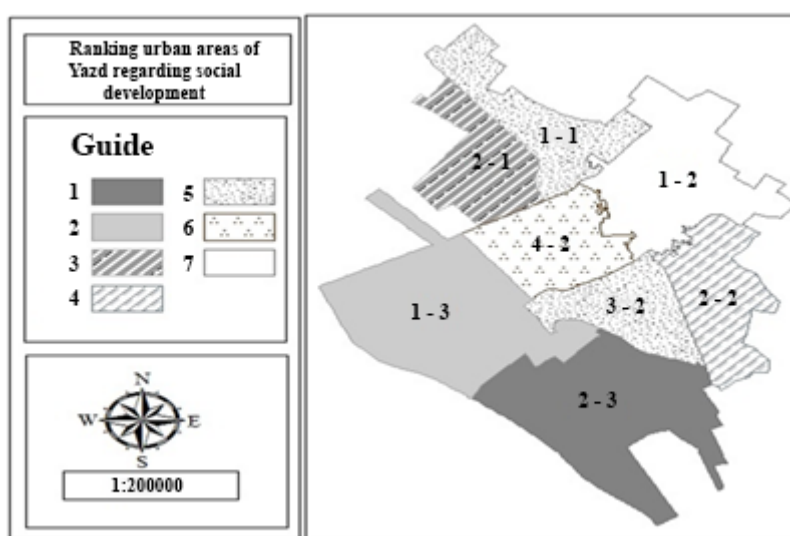 Ranking urban areas of
Yazd regarding social
development
Guide
1
5
2
6
3
7
4
N
W
E
S
1:200000
1 - 1
2 - 1
1 - 2
4 - 2
2 - 2
3 - 2
1 - 3
2 - 3